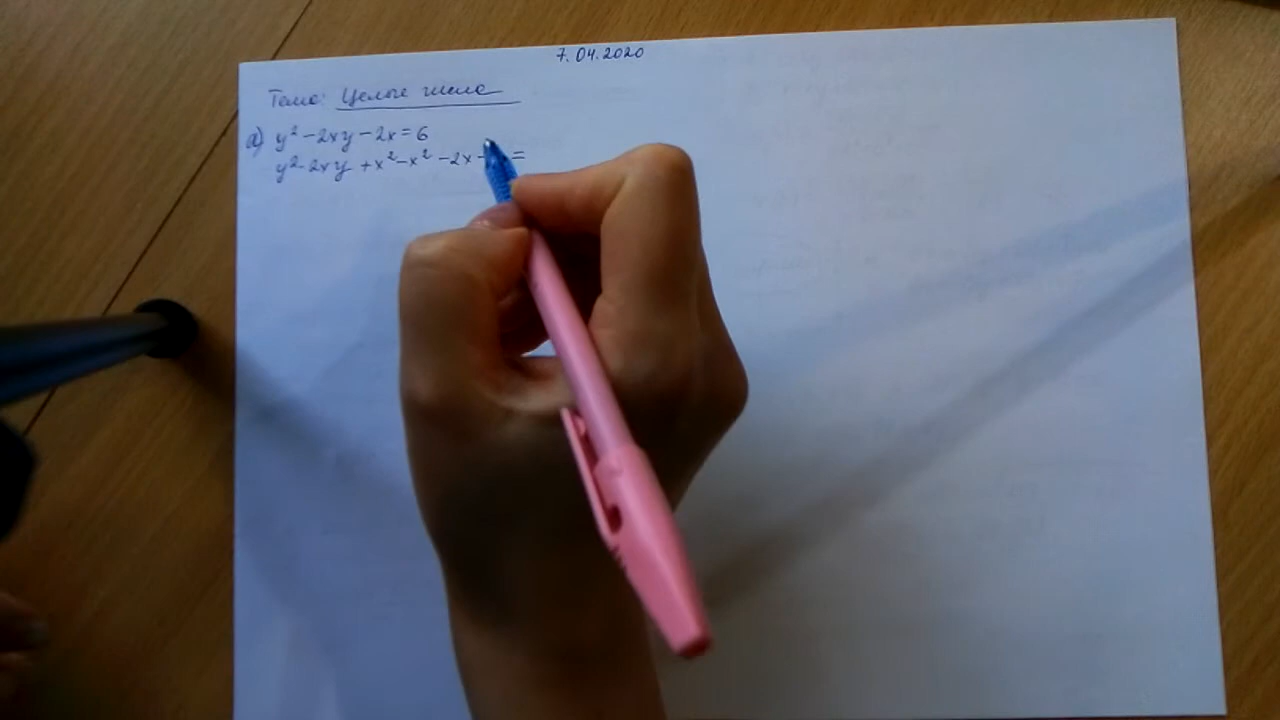 7.04.2020
Тема: Целые числа
а) y² - 2xy - 2x = 6
y² - 2xy + x² - x² - 2x - =